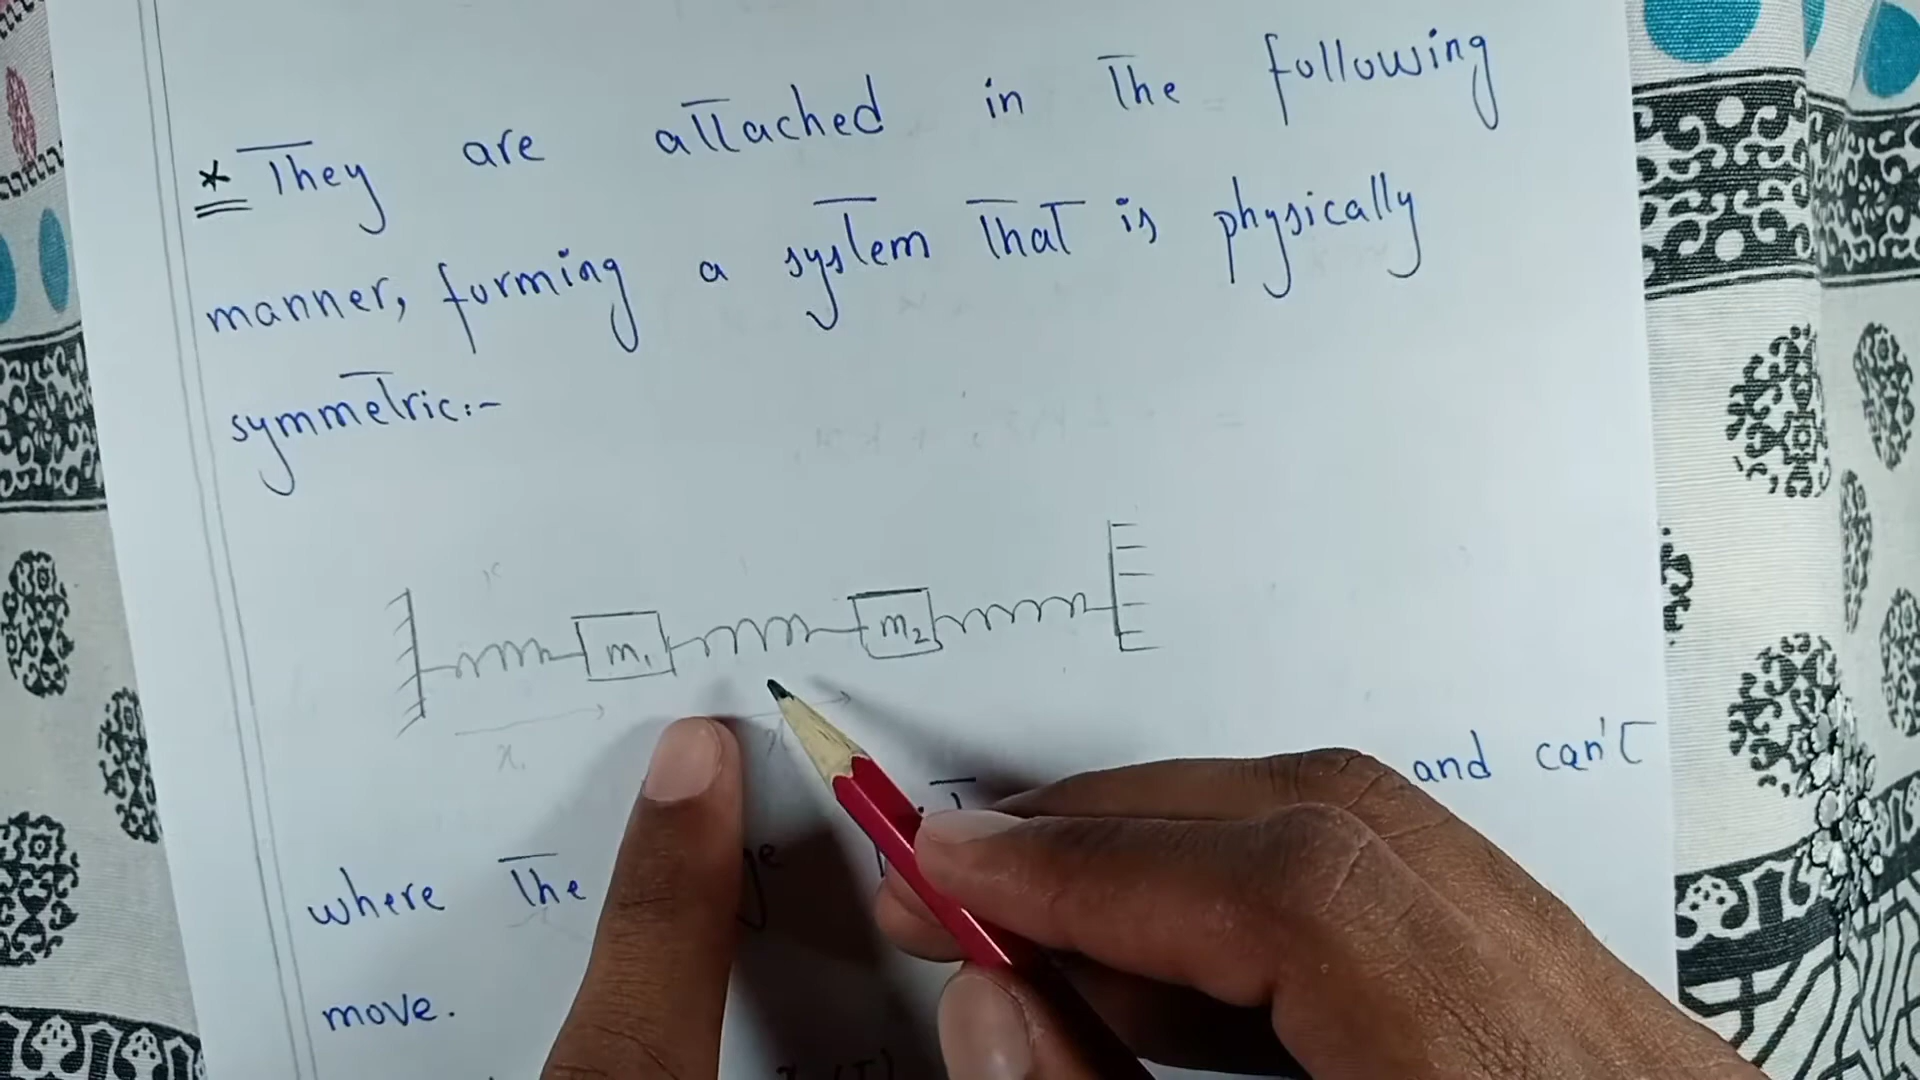 * They are attached in the following
manner, forming a system that is physically
symmetric:-
m₁ m₂
x₁
and can't
where the
move.